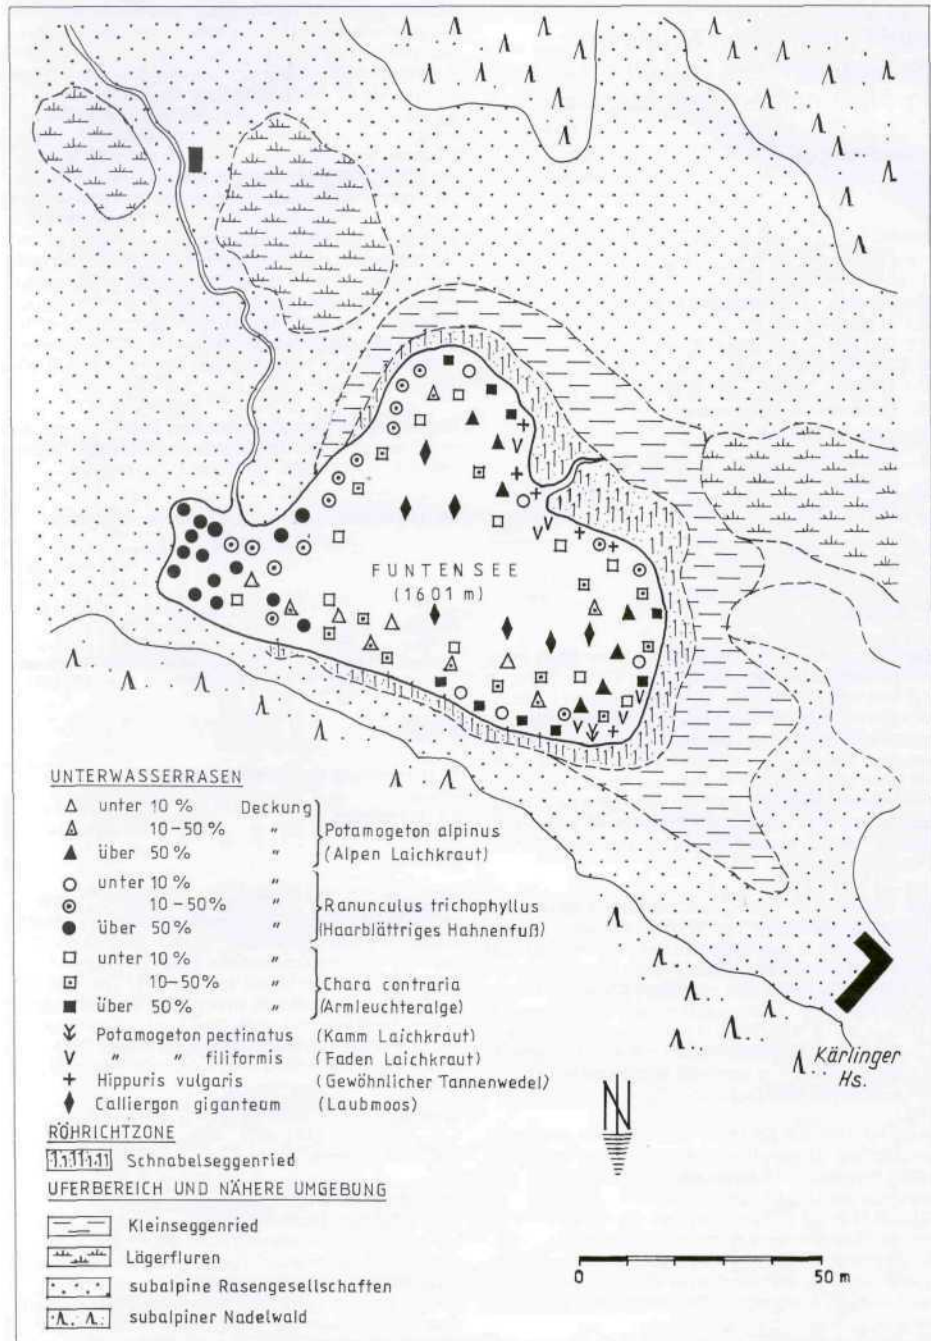 FUNTENSEE
(1601 m)
UNTERWASSERRASEN
unter 10 % Deckung
10-50 % "
über 50 % "
Potamogeton alpinus
(Alpen Laichkraut)
unter 10 % "
10-50% "
über 50 % "
Ranunculus trichophyllus
(Haarblättriges Hahnenfuß)
unter 10 % "
10-50% "
über 50 % "
Chara contraria
(Armleuchteralge)
Potamogeton pectinatus (Kamm Laichkraut)
" " filiformis (Faden Laichkraut)
Hippuris vulgaris (Gewöhnlicher Tannenwedel)
Calliergon giganteum (Laubmoos)
RÖHRICHTZONE
Schnabelseggenried
UFERBEREICH UND NÄHERE UMGEBUNG
Kleinseggenried
Lägerfluren
subalpine Rasengesellschaften
subalpiner Nadelwald
Kärlinger
Hs.
N
0 50 m